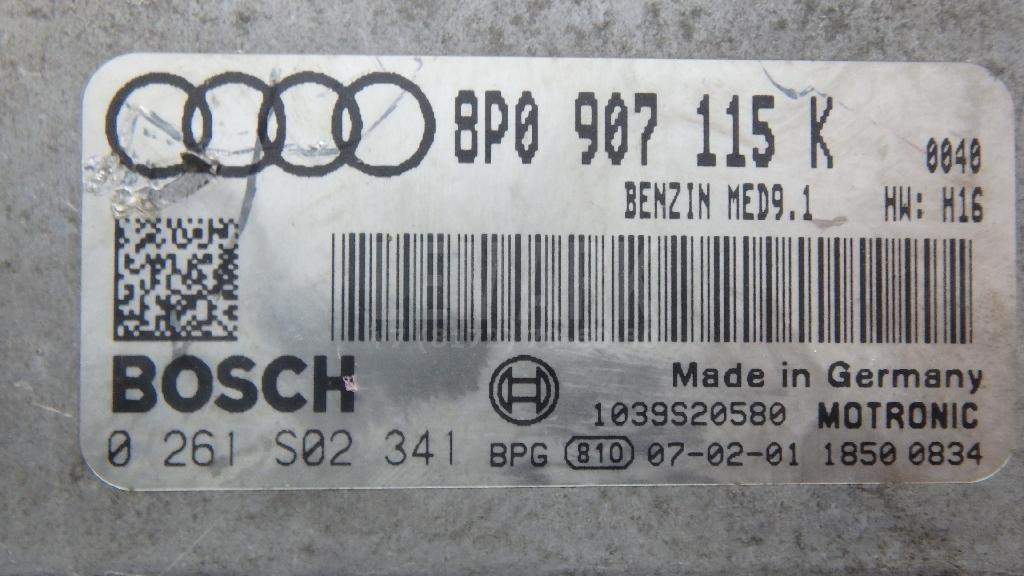 8P0 907 115 K
0040
BENZIN MED9.1 HW: H16
BOSCH
Made in Germany
1039S20580 MOTRONIC
0 261 S02 341 BPG 810 07-02-01 1850 0834